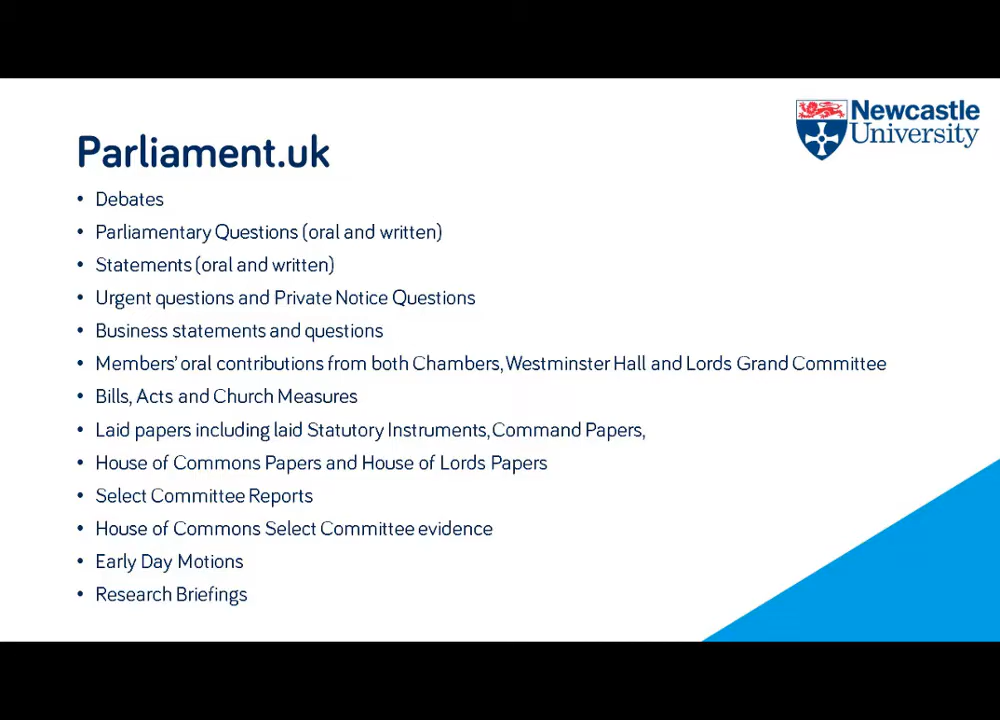 Newcastle
University
Parliament.uk
• Debates
• Parliamentary Questions (oral and written)
• Statements (oral and written)
• Urgent questions and Private Notice Questions
• Business statements and questions
• Members' oral contributions from both Chambers, Westminster Hall and Lords Grand Committee
• Bills, Acts and Church Measures
• Laid papers including laid Statutory Instruments, Command Papers,
• House of Commons Papers and House of Lords Papers
• Select Committee Reports
• House of Commons Select Committee evidence
• Early Day Motions
• Research Briefings